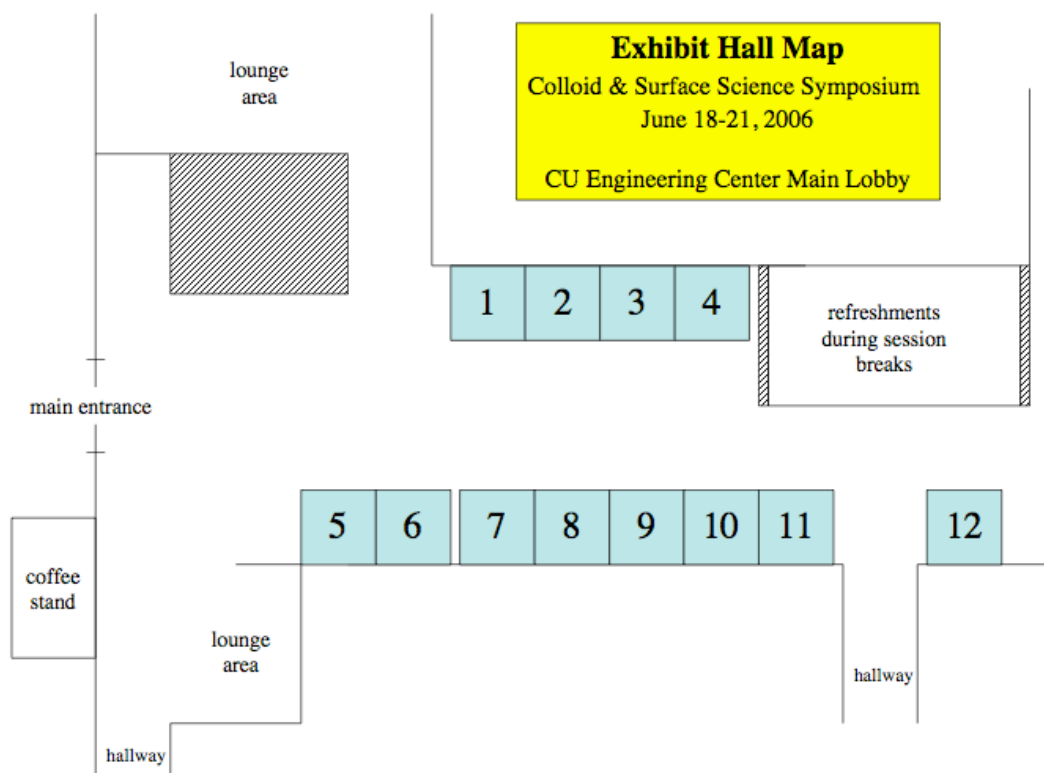 Exhibit Hall Map
Colloid & Surface Science Symposium
June 18-21, 2006
CU Engineering Center Main Lobby
lounge
area
1
2
3
4
refreshments
during session
breaks
main entrance
5
6
7
8
9
10
11
12
coffee
stand
lounge
area
hallway
hallway